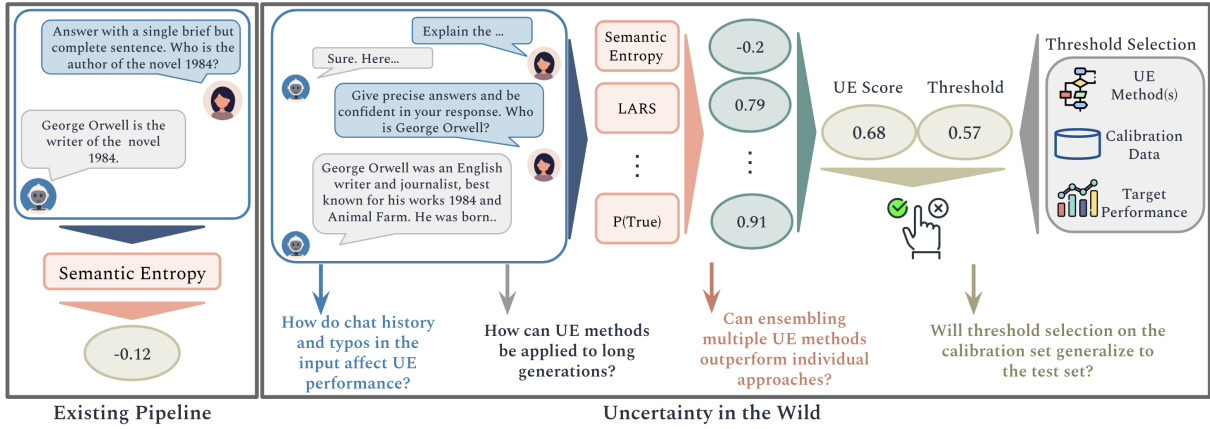 Answer with a single brief but
complete sentence. Who is the
author of the novel 1984?
George Orwell is the
writer of the novel
1984.
Semantic Entropy
-0.12
Existing Pipeline
Explain the ...
Sure. Here...
Give precise answers and be
confident in your response. Who
is George Orwell?
George Orwell was an English
writer and journalist, best
known for his works 1984 and
Animal Farm. He was born..
Semantic
Entropy
LARS
⋮
P(True)
-0.2
0.79
⋮
0.91
UE Score
0.68
Threshold
0.57
Threshold Selection
UE
Method(s)
Calibration
Data
Target
Performance
How do chat history
and typos in the
input affect UE
performance?
How can UE methods
be applied to long
generations?
Can ensembling
multiple UE methods
outperform individual
approaches?
Will threshold selection on the
calibration set generalize to
the test set?
Uncertainty in the Wild